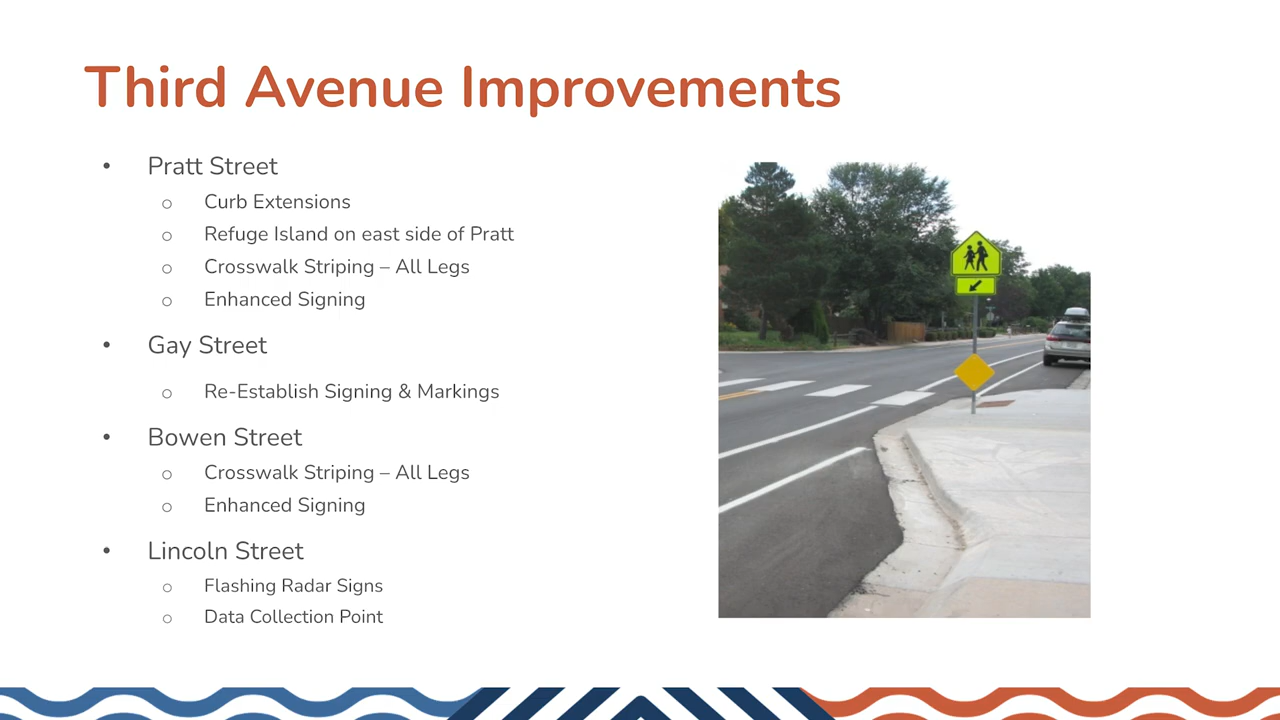 Third Avenue Improvements
• Pratt Street
o Curb Extensions
o Refuge Island on east side of Pratt
o Crosswalk Striping – All Legs
o Enhanced Signing
• Gay Street
o Re-Establish Signing & Markings
• Bowen Street
o Crosswalk Striping – All Legs
o Enhanced Signing
• Lincoln Street
o Flashing Radar Signs
o Data Collection Point